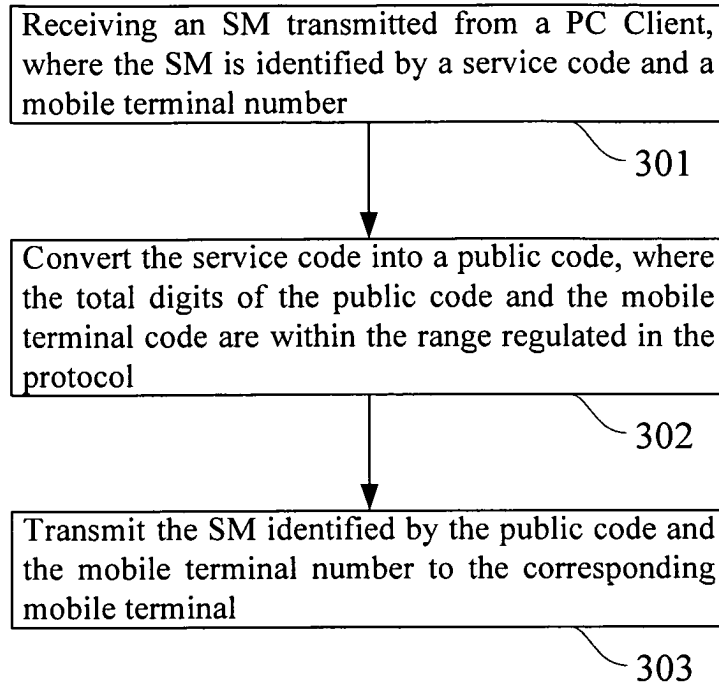 Receiving an SM transmitted from a PC Client,
where the SM is identified by a service code and a
mobile terminal number
301
Convert the service code into a public code, where
the total digits of the public code and the mobile
terminal code are within the range regulated in the
protocol
302
Transmit the SM identified by the public code and
the mobile terminal number to the corresponding
mobile terminal
303